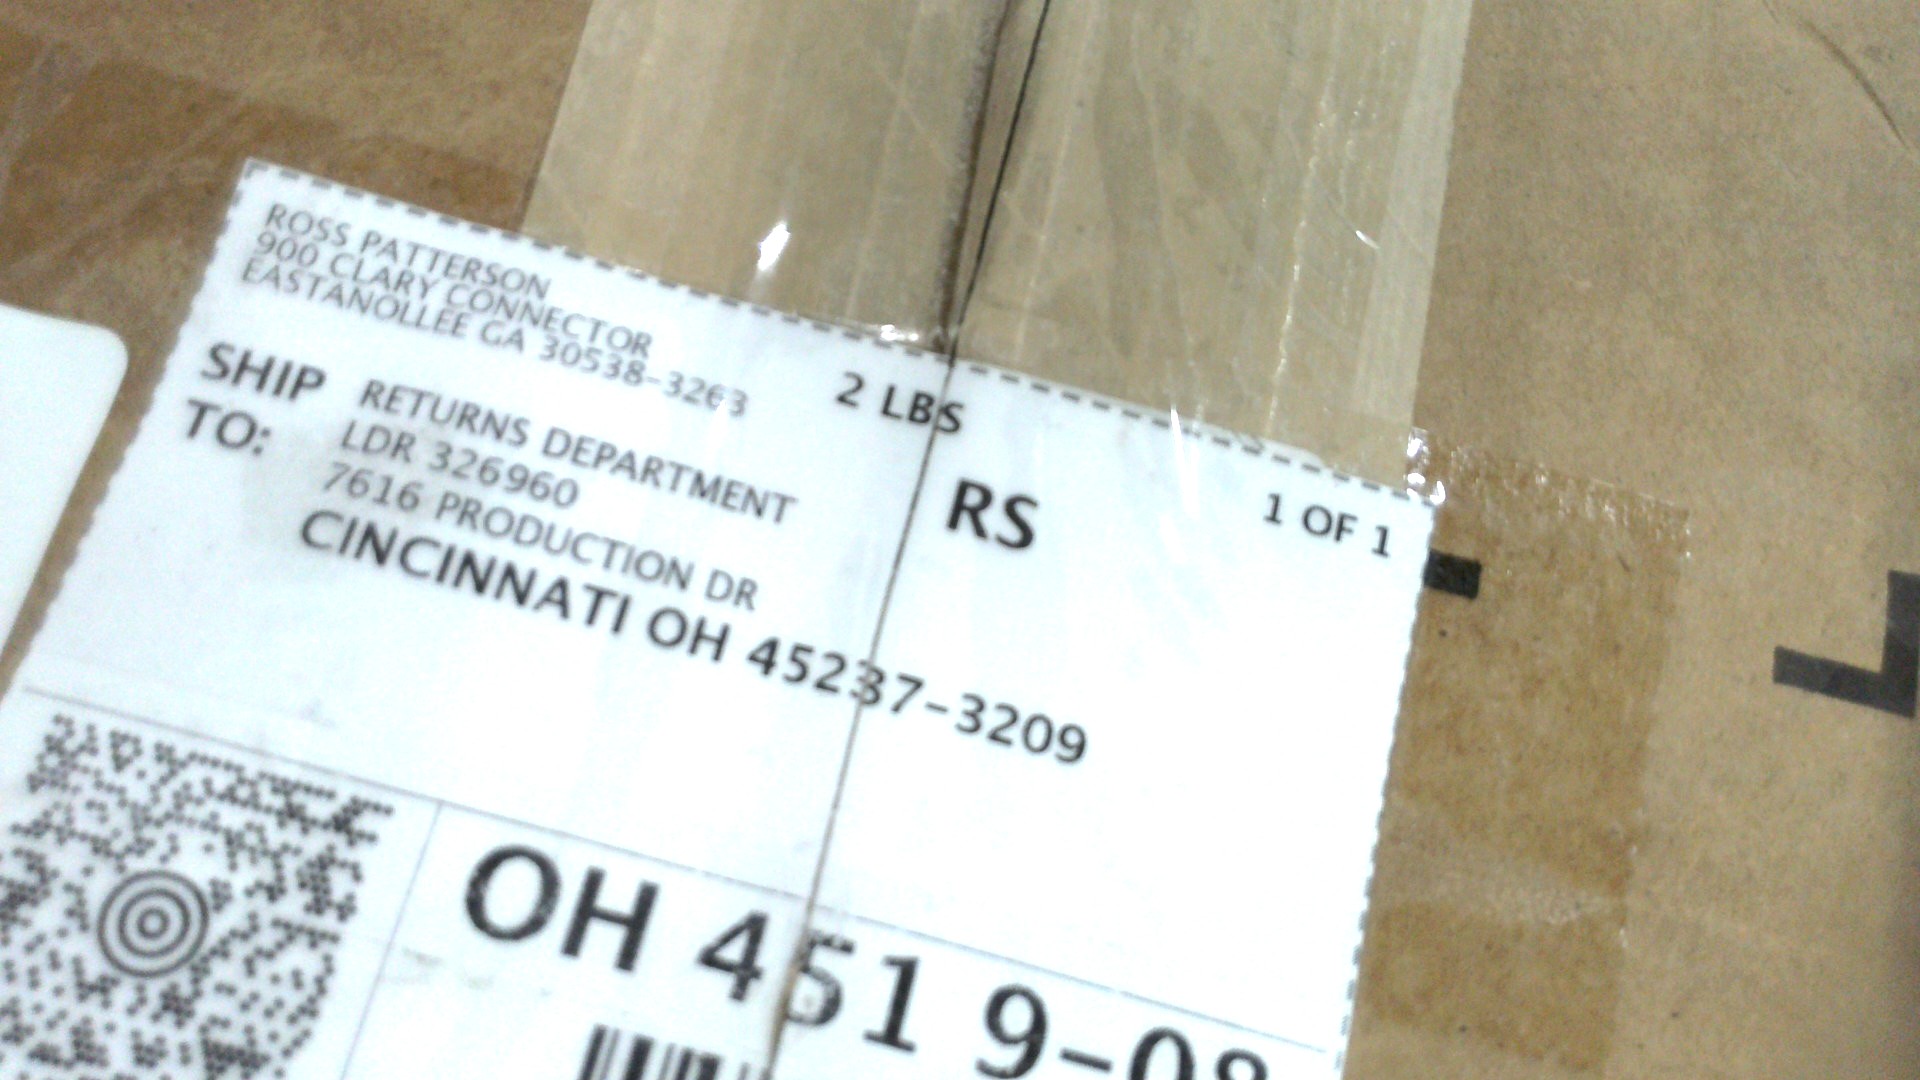 ROSS PATTERSON
900 CLARY CONNECTOR
EASTANOLLEE GA 30538-3263
2 LBS
RS
1 OF 1
SHIP
TO:
RETURNS DEPARTMENT
LDR 326960
7616 PRODUCTION DR
CINCINNATI OH 45237-3209
OH 451 9-08